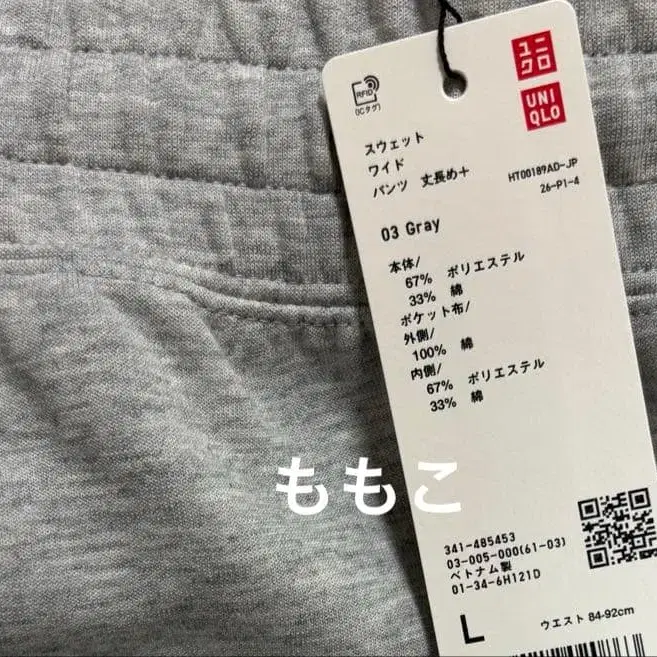 ユニ
クロ
UNI
QLO
RFID
(ICタグ)
スウェット
ワイド
パンツ 丈長め+
HT00189AD-JP
26-P1-4
03 Gray
本体/
67% ポリエステル
33% 綿
ポケット布/
外側/
100% 綿
内側/
67% ポリエステル
33% 綿
ももこ
341-485453
03-005-000(61-03)
ベトナム製
01-34-6H121D
L
ウエスト 84-92cm